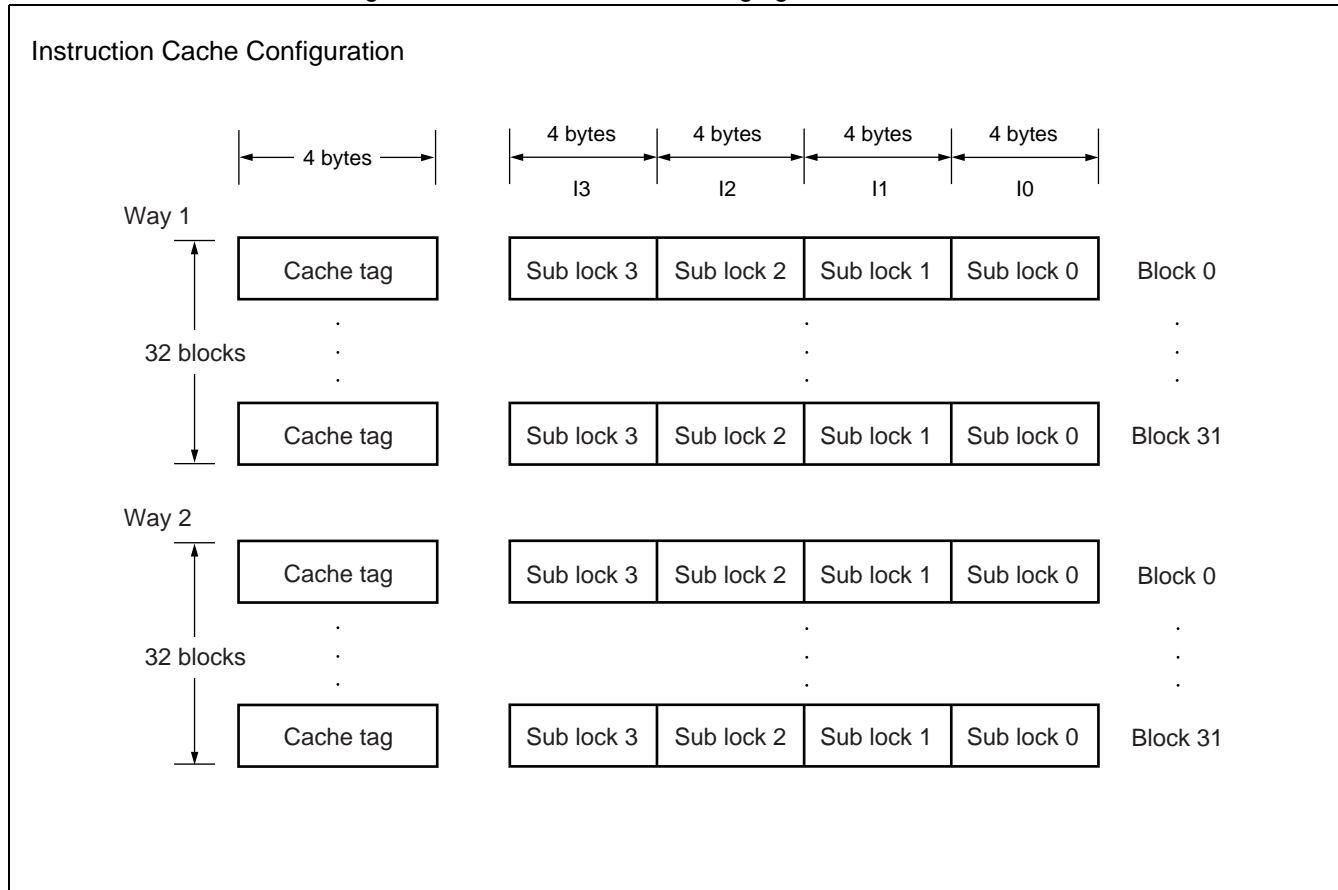 Instruction Cache Configuration
4 bytes 4 bytes 4 bytes 4 bytes 4 bytes
I3 I2 I1 I0
Way 1
Cache tag Sub lock 3 Sub lock 2 Sub lock 1 Sub lock 0 Block 0
32 blocks
Cache tag Sub lock 3 Sub lock 2 Sub lock 1 Sub lock 0 Block 31
Way 2
Cache tag Sub lock 3 Sub lock 2 Sub lock 1 Sub lock 0 Block 0
32 blocks
Cache tag Sub lock 3 Sub lock 2 Sub lock 1 Sub lock 0 Block 31